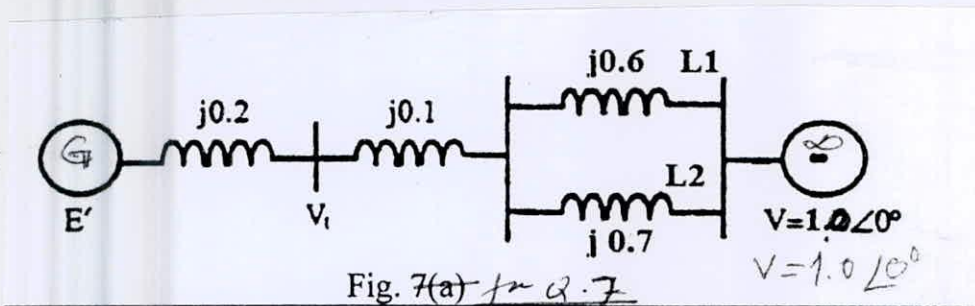 j0.6 L1
j0.2 j0.1
G ∞
L2
E′ Vt V=1.0∠0°
j 0.7
V=1.0∠0°
Fig. 7(a) for Q.7